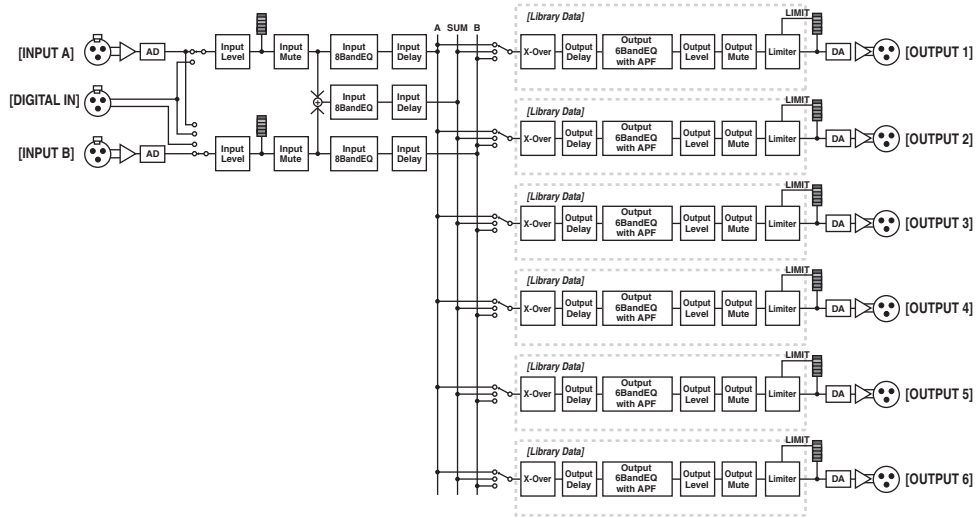 [INPUT A]
AD
Input
Level
Input
Mute
Input
8BandEQ
Input
Delay
[DIGITAL IN]
Input
8BandEQ
Input
Delay
[INPUT B]
AD
Input
Level
Input
Mute
Input
8BandEQ
Input
Delay
A SUM B
[Library Data]
LIMIT
X-Over
Output
Delay
Output
6BandEQ
with APF
Output
Level
Output
Mute
Limiter
DA
[OUTPUT 1]
[Library Data]
LIMIT
X-Over
Output
Delay
Output
6BandEQ
with APF
Output
Level
Output
Mute
Limiter
DA
[OUTPUT 2]
[Library Data]
LIMIT
X-Over
Output
Delay
Output
6BandEQ
with APF
Output
Level
Output
Mute
Limiter
DA
[OUTPUT 3]
[Library Data]
LIMIT
X-Over
Output
Delay
Output
6BandEQ
with APF
Output
Level
Output
Mute
Limiter
DA
[OUTPUT 4]
[Library Data]
LIMIT
X-Over
Output
Delay
Output
6BandEQ
with APF
Output
Level
Output
Mute
Limiter
DA
[OUTPUT 5]
[Library Data]
LIMIT
X-Over
Output
Delay
Output
6BandEQ
with APF
Output
Level
Output
Mute
Limiter
DA
[OUTPUT 6]